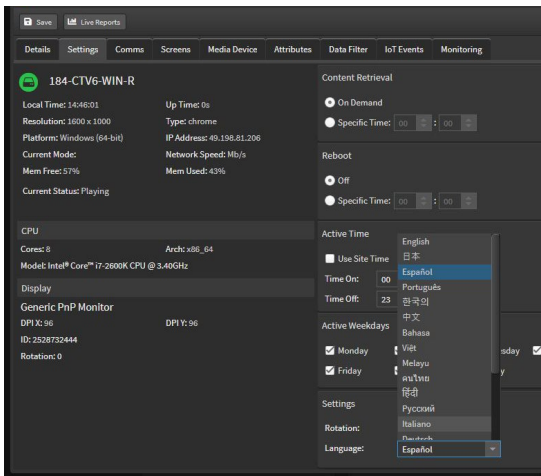 Save Live Reports
Details Settings Comms Screens Media Device Attributes Data Filter IoT Events Monitoring
184-CTV6-WIN-R
Local Time: 14:46:01 Up Time: 0s
Resolution: 1600 x 1000 Type: chrome
Platform: Windows (64-bit) IP Address: 49.198.81.206
Current Mode: Network Speed: Mb/s
Mem Free: 57% Mem Used: 43%
Current Status: Playing
CPU
Cores: 8 Arch: x86_64
Model: Intel® Core™ i7-2600K CPU @ 3.40GHz
Display
Generic PnP Monitor
DPI X: 96 DPI Y: 96
ID: 2528732444
Rotation: 0
Content Retrieval
On Demand
Specific Time: 00 : 00
Reboot
Off
Specific Time: 00 : 00
Active Time
Use Site Time
Time On: 00
Time Off: 23
Active Weekdays
Monday sday
Friday y
Settings
Rotation:
Language: Español
English
日本
Español
Português
한국의
中文
Bahasa
Việt
Melayu
คนไทย
हिंदी
Русский
Italiano
Deutsch